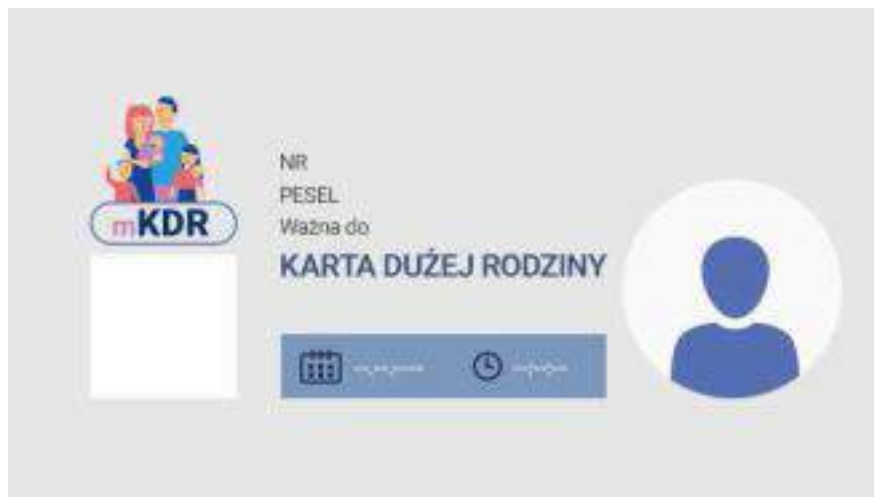 mKDR
NR
PESEL
Ważna do
KARTA DUŻEJ RODZINY
--.--.----
--:--:--